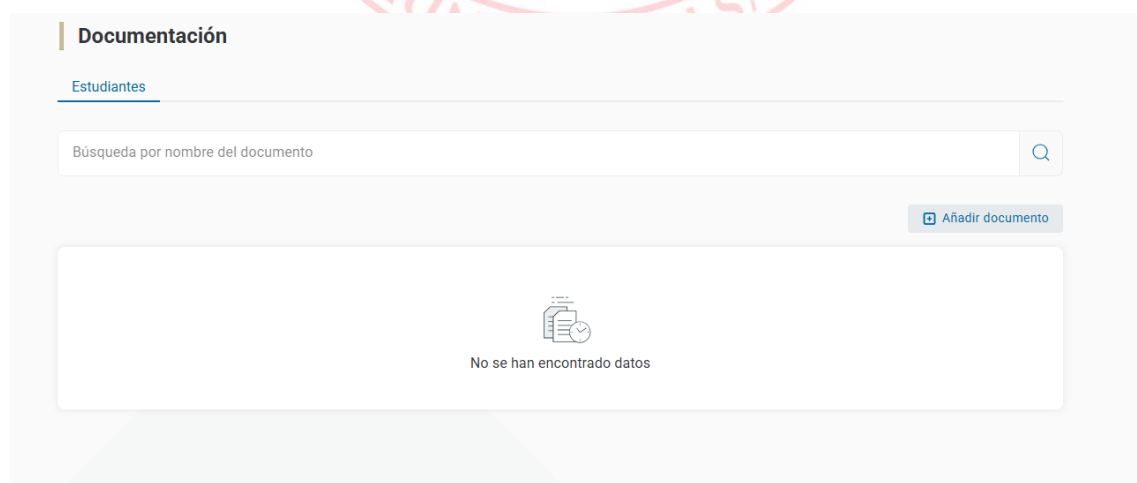 Documentación
Estudiantes
Búsqueda por nombre del documento
Añadir documento
No se han encontrado datos